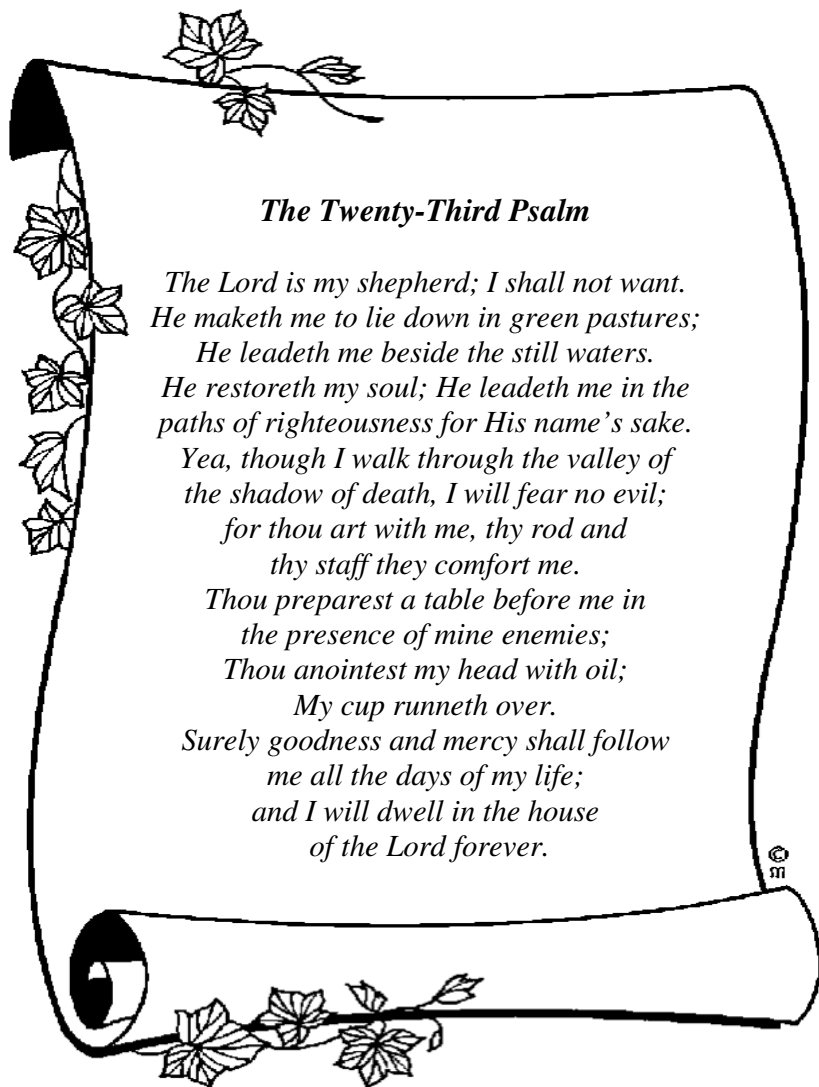 The Twenty-Third Psalm
The Lord is my shepherd; I shall not want.
He maketh me to lie down in green pastures;
He leadeth me beside the still waters.
He restoreth my soul; He leadeth me in the
paths of righteousness for His name’s sake.
Yea, though I walk through the valley of
the shadow of death, I will fear no evil;
for thou art with me, thy rod and
thy staff they comfort me.
Thou preparest a table before me in
the presence of mine enemies;
Thou anointest my head with oil;
My cup runneth over.
Surely goodness and mercy shall follow
me all the days of my life;
and I will dwell in the house
of the Lord forever.
©
m